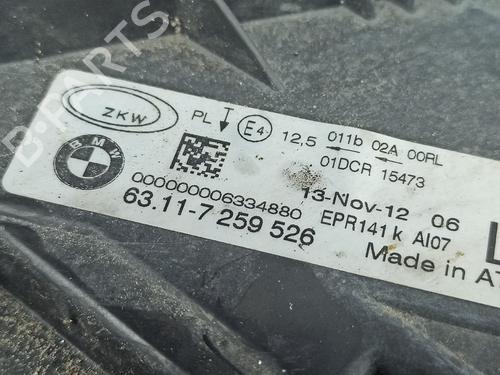 B-PARTS
ZKW
PL E4 12,5 011b 02A 00RL
01DCR 15473
BMW
000000006334880
13-Nov-12 06
63.11-7 259 526
EPR141 k AI07
Made in A
L